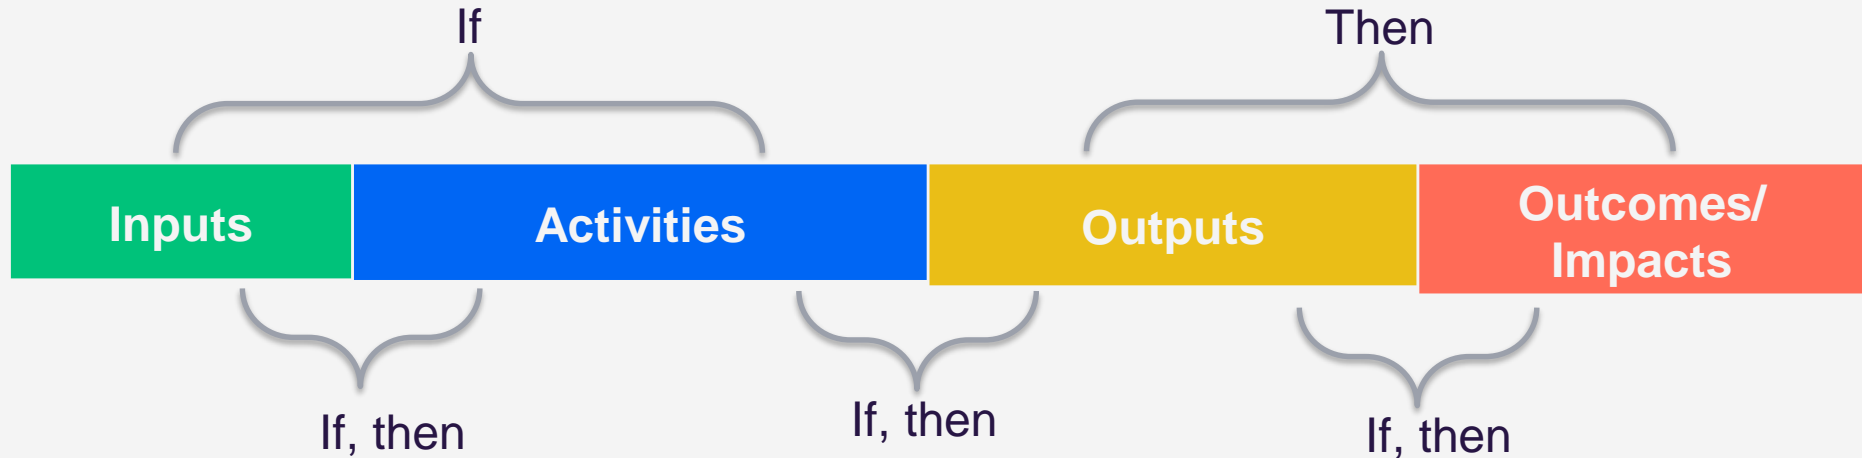 If
Then
Inputs
Activities
Outputs
Outcomes/
Impacts
If, then
If, then
If, then